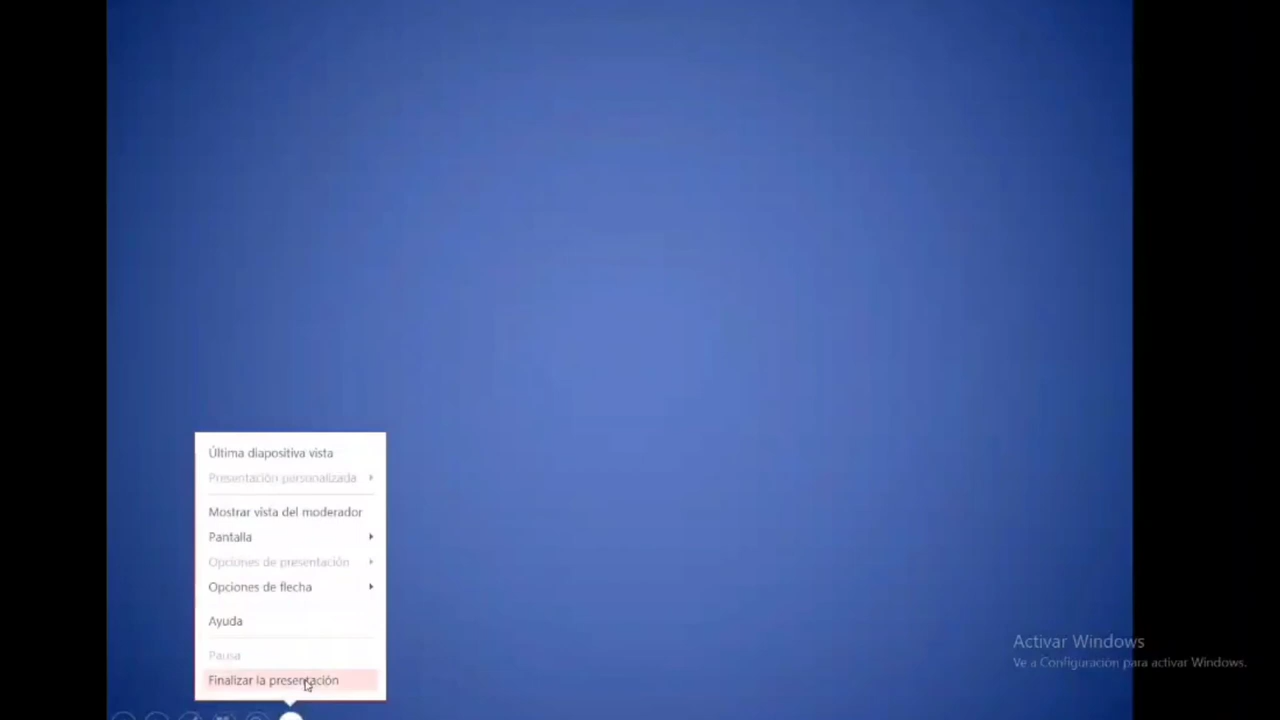 Última diapositiva vista
Presentación personalizada
Mostrar vista del moderador
Pantalla
Opciones de presentación
Opciones de flecha
Ayuda
Pausa
Finalizar la presentación
Activar Windows
Ve a Configuración para activar Windows.